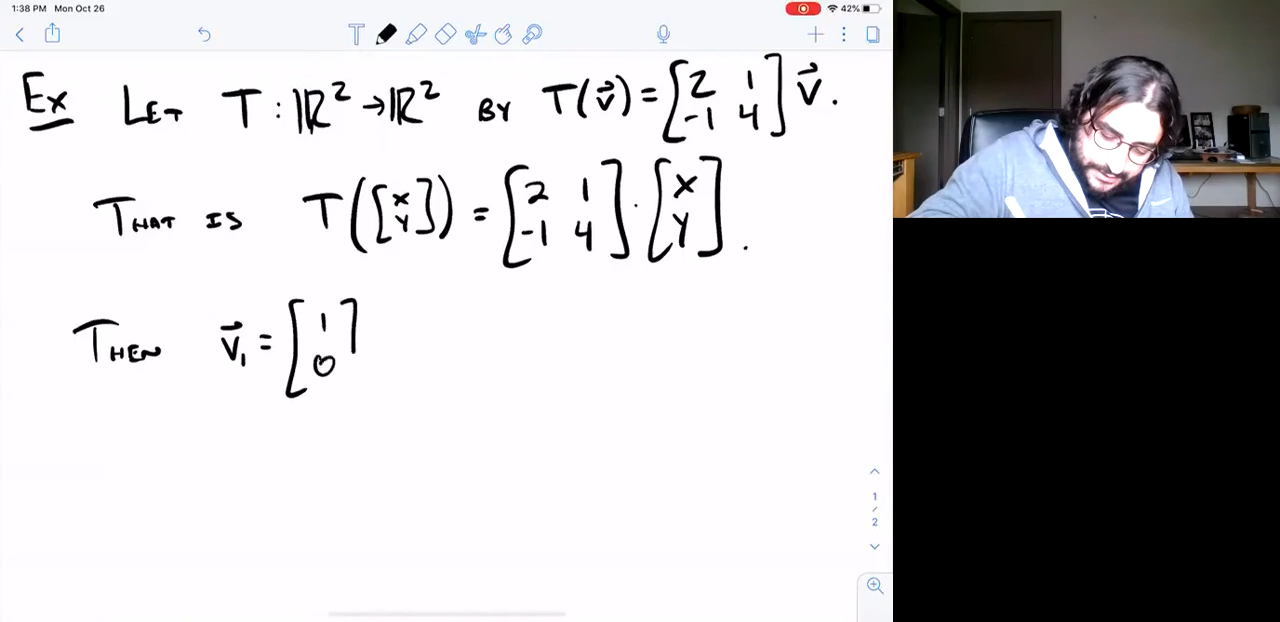 1:38 PM Mon Oct 26 42%
Ex LET T : ℝ² → ℝ² BY T(v⃗) = [2 1; -1 4] v⃗.
THAT IS T([x; y]) = [2 1; -1 4] · [x; y].
THEN v⃗₁ = [1; 0]
1
/
2